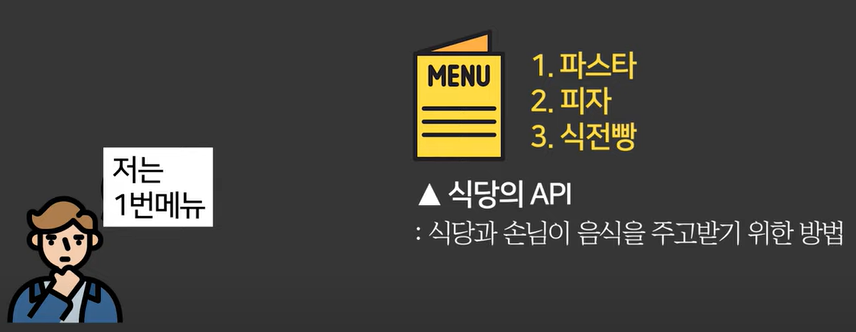 MENU
1. 파스타
2. 피자
3. 식전빵
저는
1번메뉴
▲ 식당의 API
: 식당과 손님이 음식을 주고받기 위한 방법